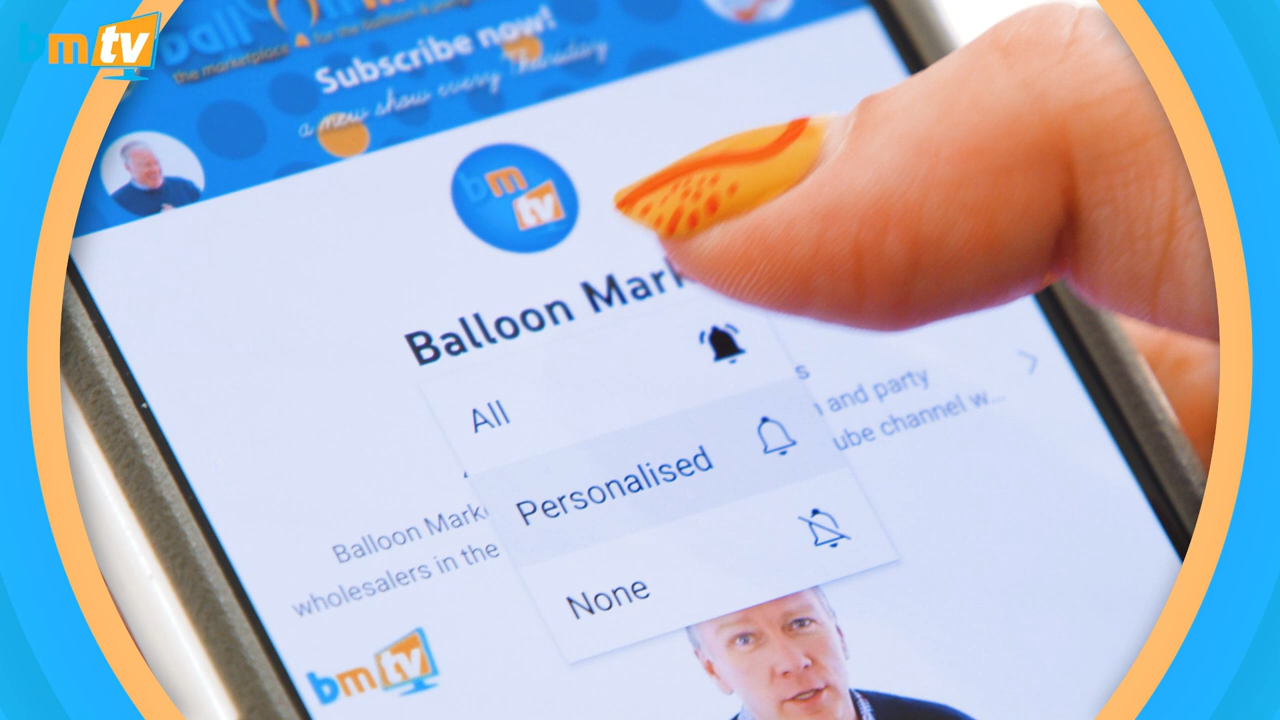 bmtv
ball
the marketplace for the balloon &
Subscribe now!
a new show every Thursday
bm
tv
Balloon Mark
All
Personalised
and party
ube channel w...
Balloon Mark
wholesalers in the
None
bmtv